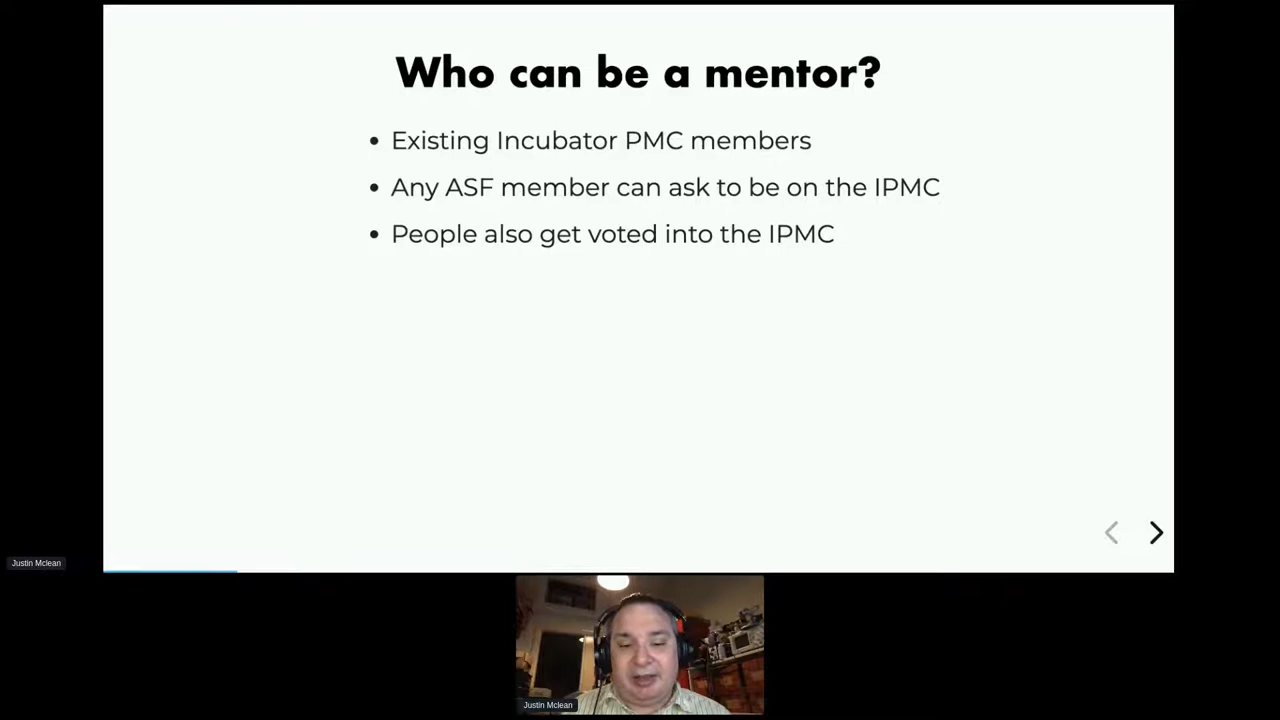 Who can be a mentor?
• Existing Incubator PMC members
• Any ASF member can ask to be on the IPMC
• People also get voted into the IPMC
Justin Mclean
Justin Mclean